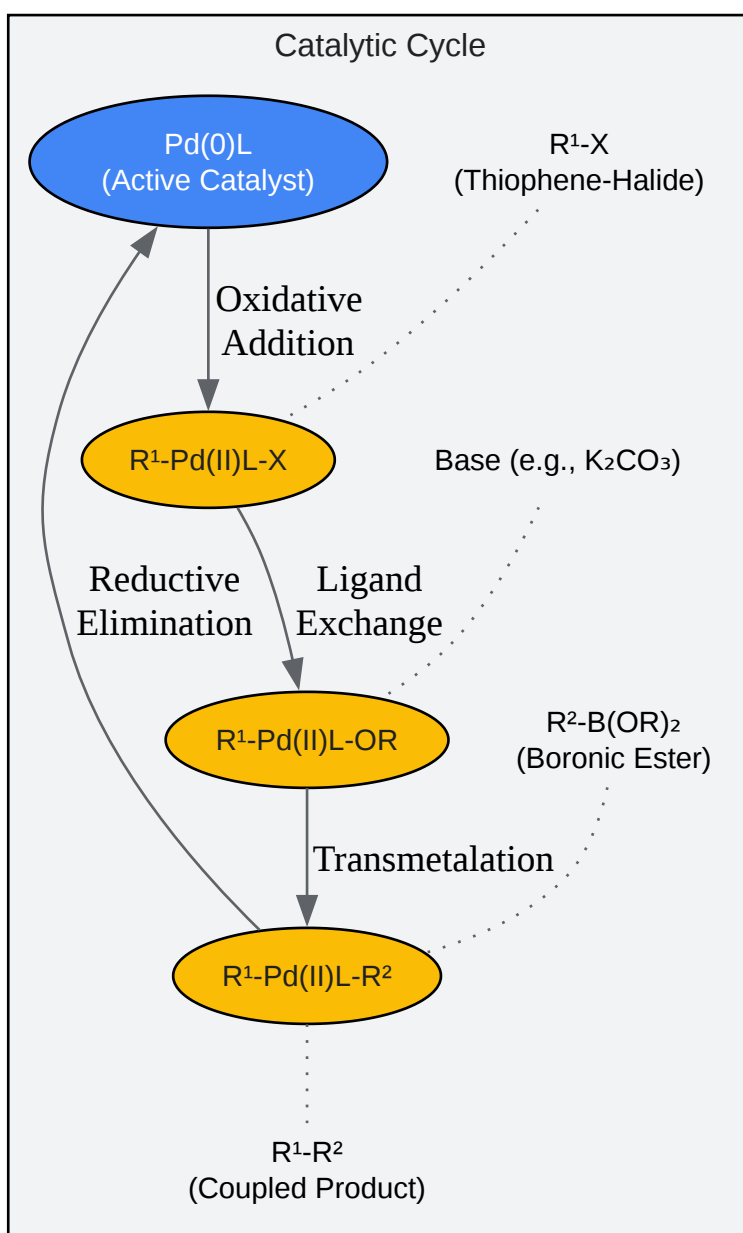 Catalytic Cycle
Pd(0)L
(Active Catalyst)
R¹-X
(Thiophene-Halide)
Oxidative
Addition
R¹-Pd(II)L-X
Base (e.g., K₂CO₃)
Reductive
Elimination
Ligand
Exchange
R¹-Pd(II)L-OR
R²-B(OR)₂
(Boronic Ester)
Transmetalation
R¹-Pd(II)L-R²
R¹-R²
(Coupled Product)